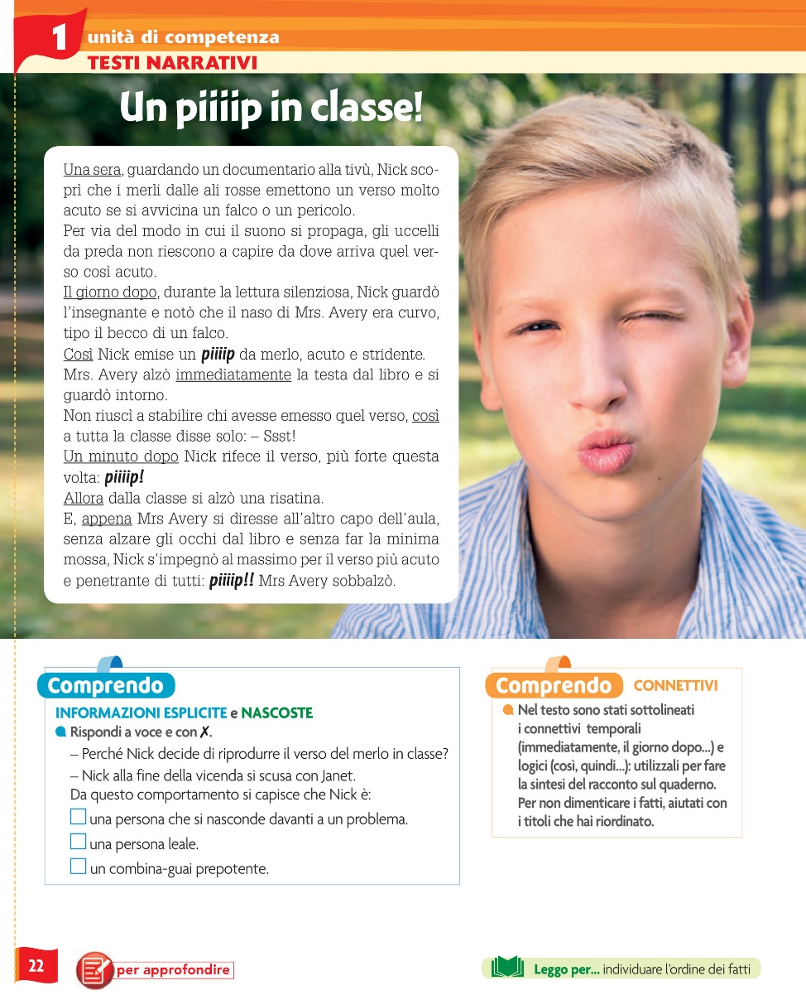 1
unità di competenza
TESTI NARRATIVI
Un piiiip in classe!
Una sera, guardando un documentario alla tivù, Nick sco-
prì che i merli dalle ali rosse emettono un verso molto
acuto se si avvicina un falco o un pericolo.
Per via del modo in cui il suono si propaga, gli uccelli
da preda non riescono a capire da dove arriva quel ver-
so così acuto.
Il giorno dopo, durante la lettura silenziosa, Nick guardò
l'insegnante e notò che il naso di Mrs. Avery era curvo,
tipo il becco di un falco.
Così Nick emise un piiiip da merlo, acuto e stridente.
Mrs. Avery alzò immediatamente la testa dal libro e si
guardò intorno.
Non riuscì a stabilire chi avesse emesso quel verso, così
a tutta la classe disse solo: – Ssst!
Un minuto dopo Nick rifece il verso, più forte questa
volta: piiiip!
Allora dalla classe si alzò una risatina.
E, appena Mrs Avery si diresse all'altro capo dell'aula,
senza alzare gli occhi dal libro e senza far la minima
mossa, Nick s'impegnò al massimo per il verso più acuto
e penetrante di tutti: piiiip!! Mrs Avery sobbalzò.
Comprendo
INFORMAZIONI ESPLICITE e NASCOSTE
Rispondi a voce e con ✗.
– Perché Nick decide di riprodurre il verso del merlo in classe?
– Nick alla fine della vicenda si scusa con Janet.
Da questo comportamento si capisce che Nick è:
una persona che si nasconde davanti a un problema.
una persona leale.
un combina-guai prepotente.
Comprendo CONNETTIVI
Nel testo sono stati sottolineati
i connettivi temporali
(immediatamente, il giorno dopo...) e
logici (così, quindi...): utilizzali per fare
la sintesi del racconto sul quaderno.
Per non dimenticare i fatti, aiutati con
i titoli che hai riordinato.
22
per approfondire
Leggo per... individuare l'ordine dei fatti